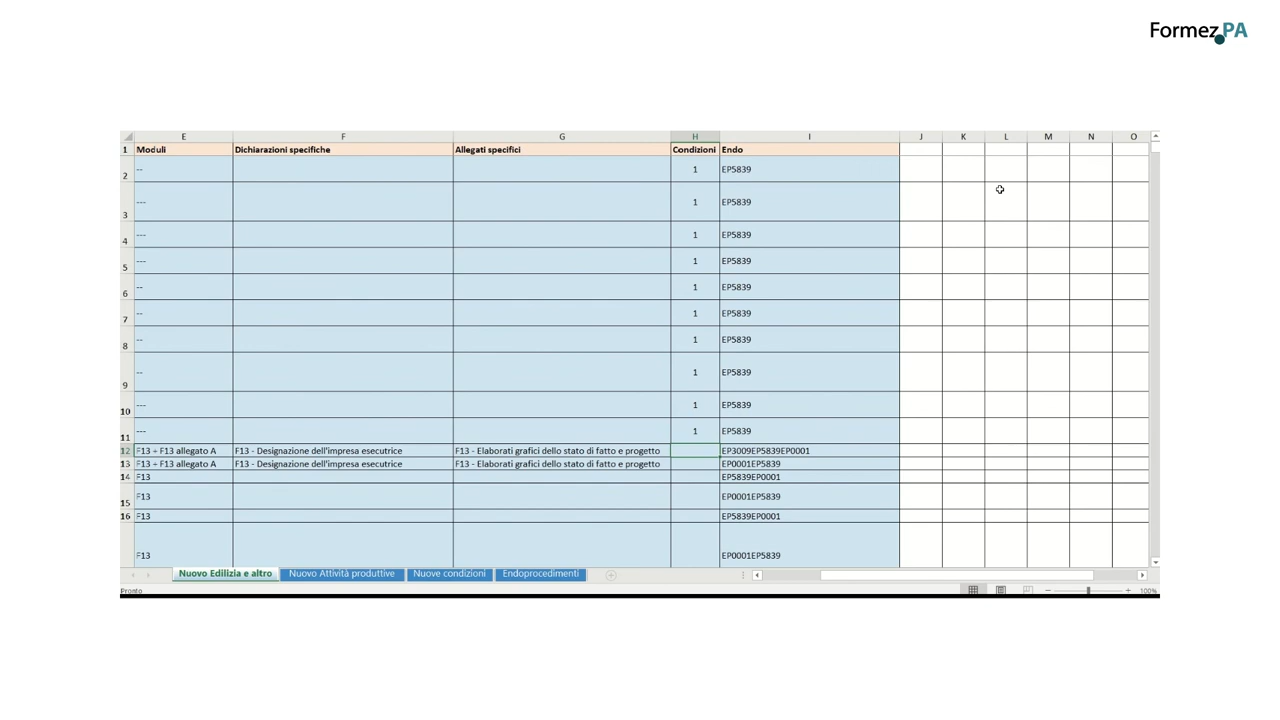 Formez.PA
E F G H I J K L M N O
1 Moduli Dichiarazioni specifiche Allegati specifici Condizioni Endo
2 -- 1 EP5839
3 --- 1 EP5839
4 --- 1 EP5839
5 --- 1 EP5839
6 -- 1 EP5839
7 -- 1 EP5839
8 -- 1 EP5839
9 -- 1 EP5839
10 --- 1 EP5839
11 --- 1 EP5839
12 F13 + F13 allegato A F13 - Designazione dell'impresa esecutrice F13 - Elaborati grafici dello stato di fatto e progetto EP3009EP5839EP0001
13 F13 + F13 allegato A F13 - Designazione dell'impresa esecutrice F13 - Elaborati grafici dello stato di fatto e progetto EP0001EP5839
14 F13 EP5839EP0001
15 F13 EP0001EP5839
16 F13 EP5839EP0001
F13 EP0001EP5839
Nuovo Edilizia e altro Nuovo Attività produttive Nuove condizioni Endoprocedimenti
Pronto 100%